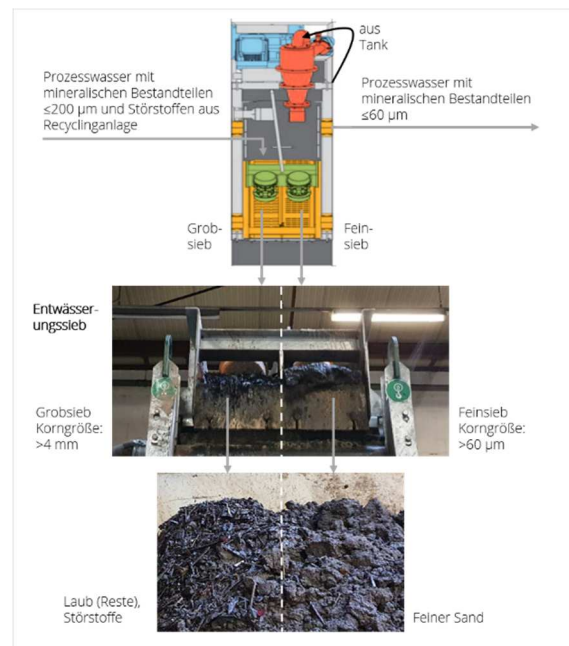 aus
Tank
Prozesswasser mit
mineralischen Bestandteilen
≤200 µm und Störstoffen aus
Recyclinganlage
Prozesswasser mit
mineralischen Bestandteilen
≤60 µm
Grob-
sieb
Fein-
sieb
Entwässer-
ungssieb
Grobsieb
Korngröße:
>4 mm
Feinsieb
Korngröße:
>60 µm
Laub (Reste),
Störstoffe
Feiner Sand